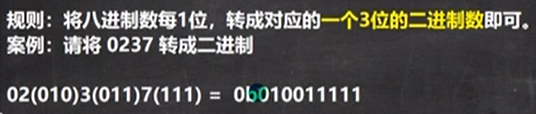 规则：将八进制数每1位，转成对应的一个3位的二进制数即可。
案例：请将 0237 转成二进制
02(010)3(011)7(111) = 0b010011111